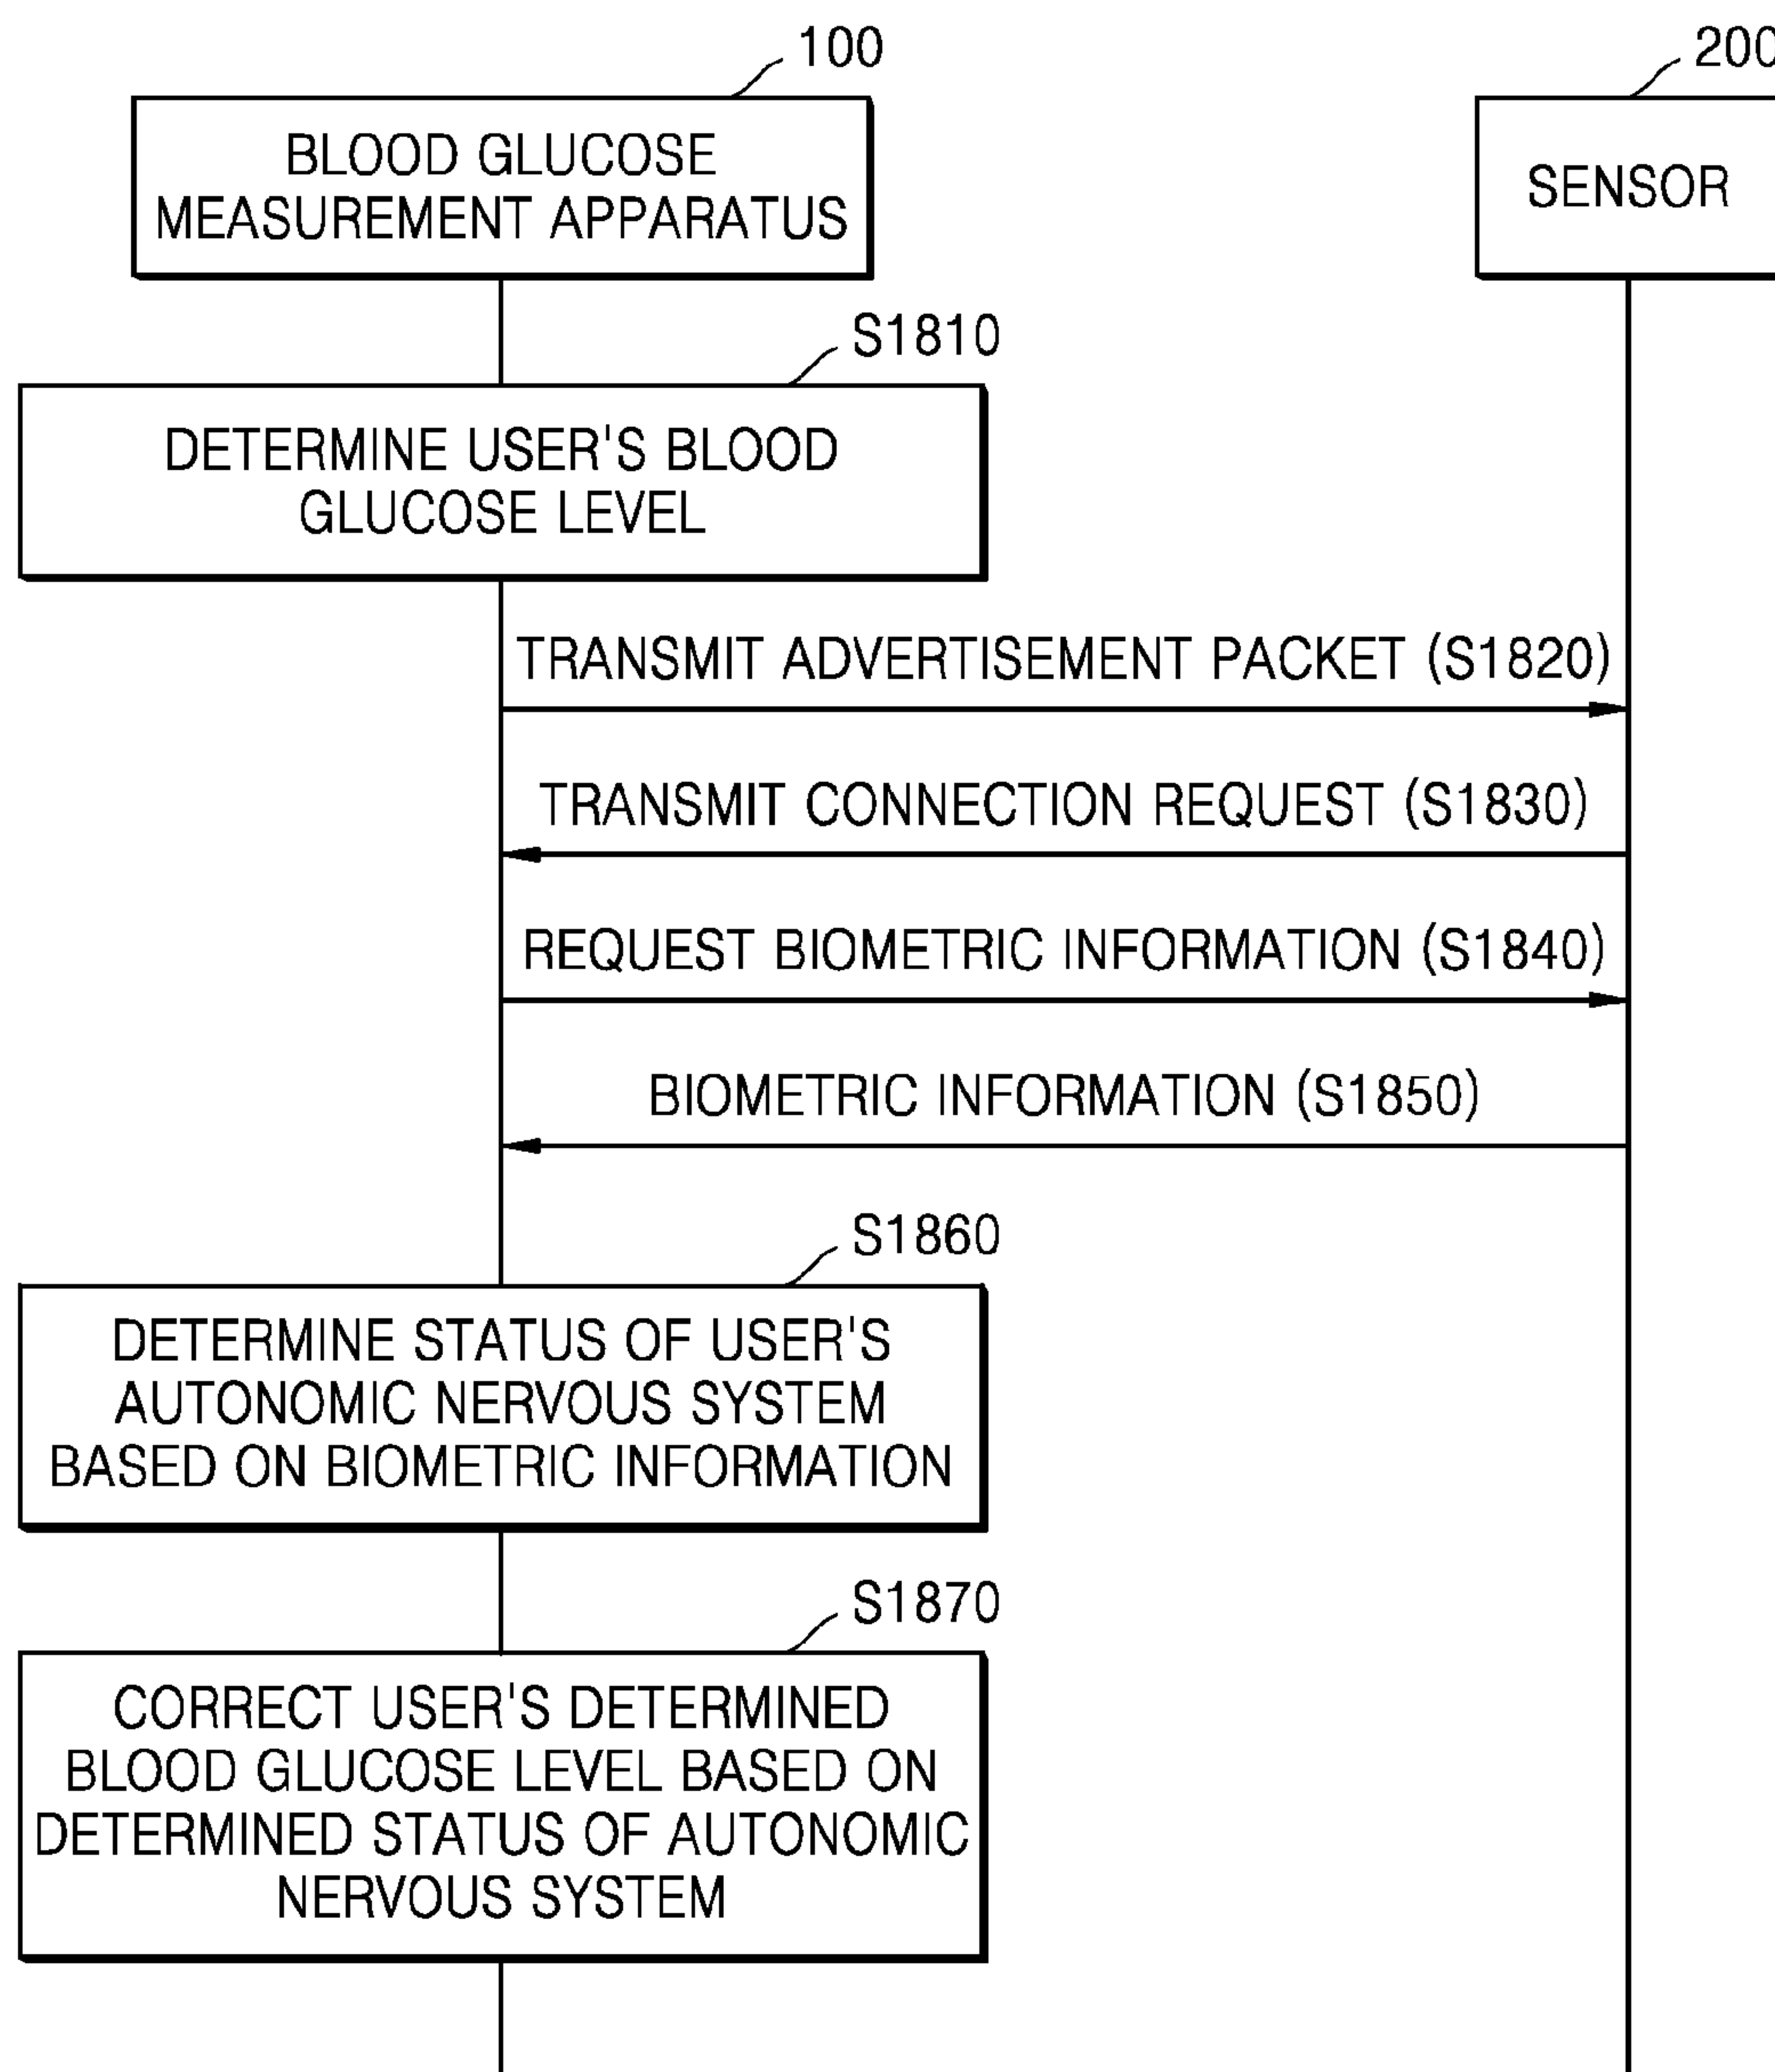 100
200
BLOOD GLUCOSE
MEASUREMENT APPARATUS
SENSOR
S1810
DETERMINE USER'S BLOOD
GLUCOSE LEVEL
TRANSMIT ADVERTISEMENT PACKET (S1820)
TRANSMIT CONNECTION REQUEST (S1830)
REQUEST BIOMETRIC INFORMATION (S1840)
BIOMETRIC INFORMATION (S1850)
S1860
DETERMINE STATUS OF USER'S
AUTONOMIC NERVOUS SYSTEM
BASED ON BIOMETRIC INFORMATION
S1870
CORRECT USER'S DETERMINED
BLOOD GLUCOSE LEVEL BASED ON
DETERMINED STATUS OF AUTONOMIC
NERVOUS SYSTEM